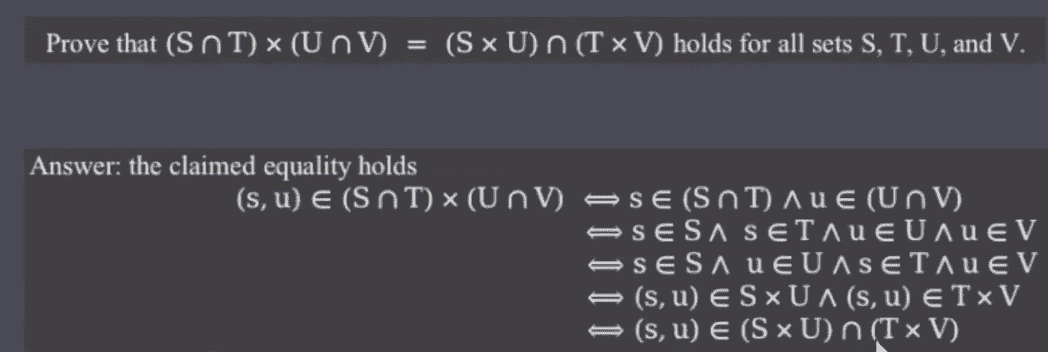 Prove that (S ∩ T) × (U ∩ V) = (S × U) ∩ (T × V) holds for all sets S, T, U, and V.
Answer: the claimed equality holds
(s, u) ∈ (S ∩ T) × (U ∩ V) ⟺ s ∈ (S ∩ T) ∧ u ∈ (U ∩ V)
⟺ s ∈ S ∧ s ∈ T ∧ u ∈ U ∧ u ∈ V
⟺ s ∈ S ∧ u ∈ U ∧ s ∈ T ∧ u ∈ V
⟺ (s, u) ∈ S × U ∧ (s, u) ∈ T × V
⟺ (s, u) ∈ (S × U) ∩ (T × V)